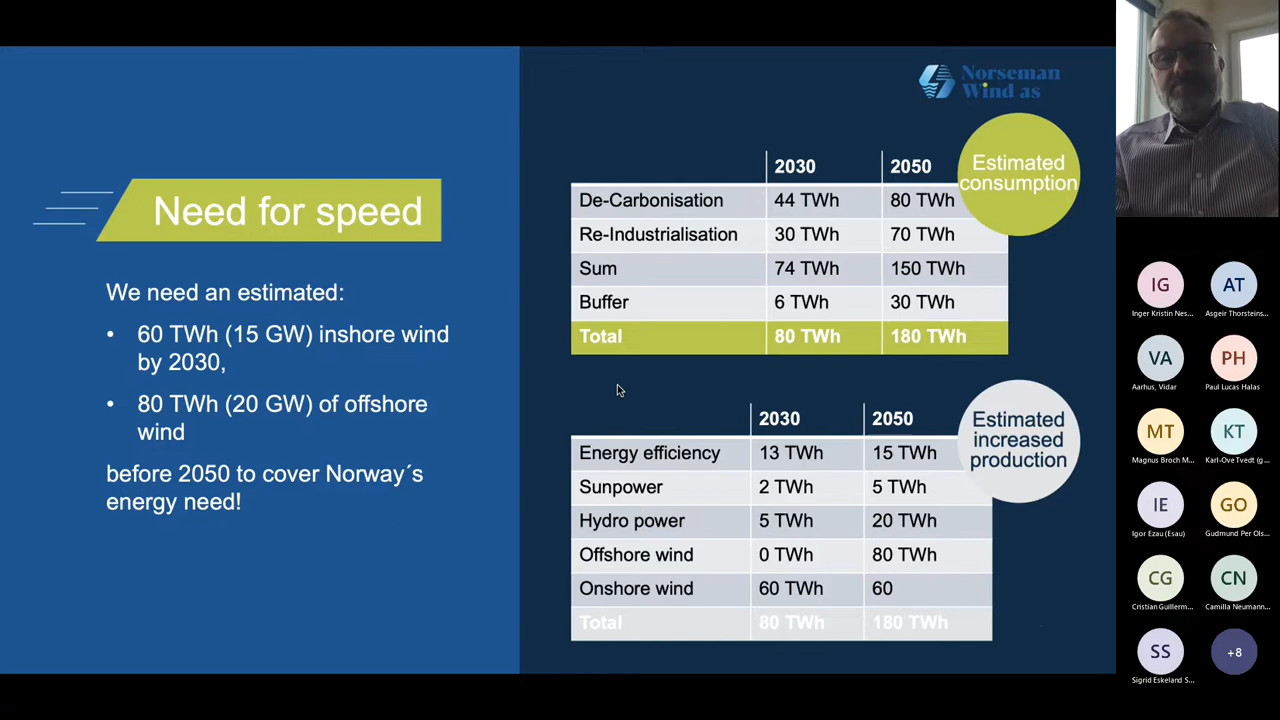 Norseman
Wind as
Need for speed
We need an estimated:
• 60 TWh (15 GW) inshore wind
by 2030,
• 80 TWh (20 GW) of offshore
wind
before 2050 to cover Norway´s
energy need!
Estimated
consumption
2030 2050
De-Carbonisation 44 TWh 80 TWh
Re-Industrialisation 30 TWh 70 TWh
Sum 74 TWh 150 TWh
Buffer 6 TWh 30 TWh
Total 80 TWh 180 TWh
Estimated
increased
production
2030 2050
Energy efficiency 13 TWh 15 TWh
Sunpower 2 TWh 5 TWh
Hydro power 5 TWh 20 TWh
Offshore wind 0 TWh 80 TWh
Onshore wind 60 TWh 60
Total 80 TWh 180 TWh
IG AT
Inger Kristin Nes... Asgeir Thorsteins...
VA PH
Aarhus, Vidar Paul Lucas Halas
MT KT
Magnus Broch M... Karl-Ove Tvedt (g...
IE GO
Igor Ezau (Esau) Gudmund Per Ols...
CG CN
Cristian Guillerm... Camilla Neumann...
SS +8
Sigrid Eskeland S...